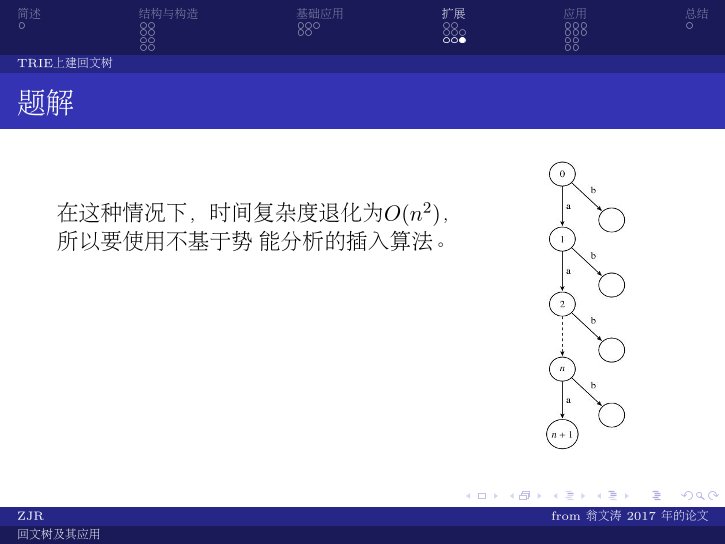 简述 结构与构造 基础应用 扩展 应用 总结
TRIE上建回文树
题解
在这种情况下，时间复杂度退化为O(n²)，
所以要使用不基于势 能分析的插入算法。
0
b
a
1
b
a
2
b
n
b
a
n + 1
ZJR from 翁文涛 2017 年的论文
回文树及其应用